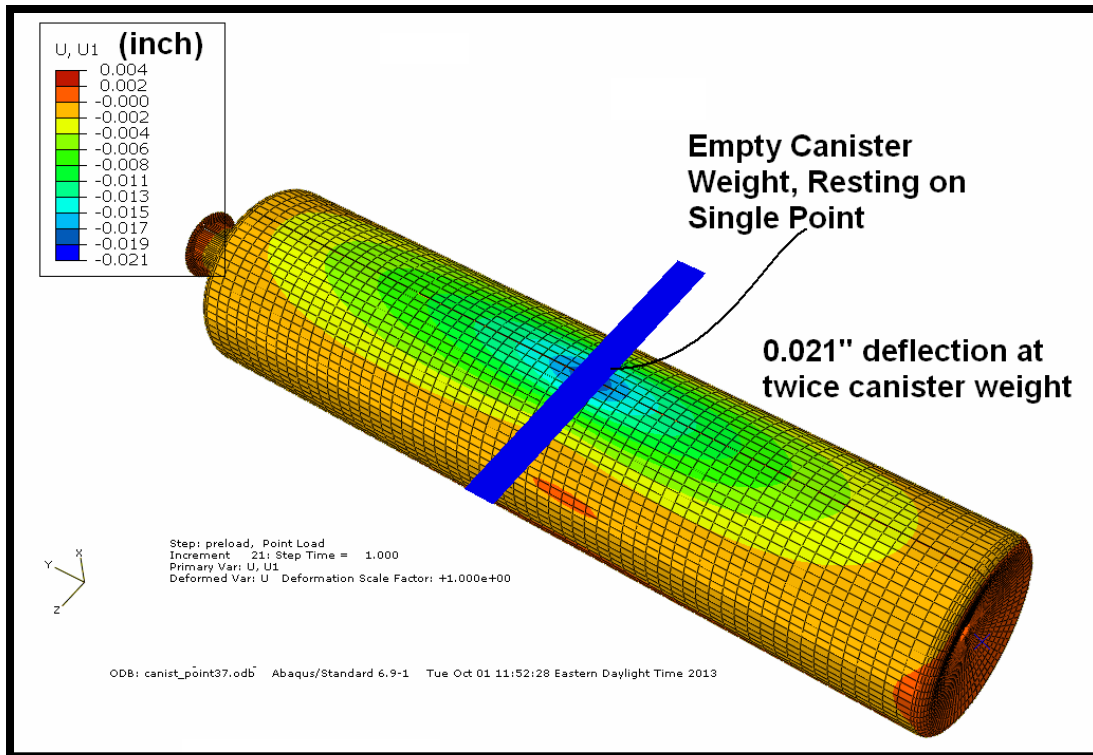 U, U1 (inch)
0.004
0.002
-0.000
-0.002
-0.004
-0.006
-0.008
-0.011
-0.013
-0.015
-0.017
-0.019
-0.021
Empty Canister
Weight, Resting on
Single Point
0.021" deflection at
twice canister weight
Step: preload, Point Load
Increment 21: Step Time = 1.000
Primary Var: U, U1
Deformed Var: U Deformation Scale Factor: +1.000e+00
X
Y
Z
ODB: canist_point37.odb Abaqus/Standard 6.9-1 Tue Oct 01 11:52:28 Eastern Daylight Time 2013